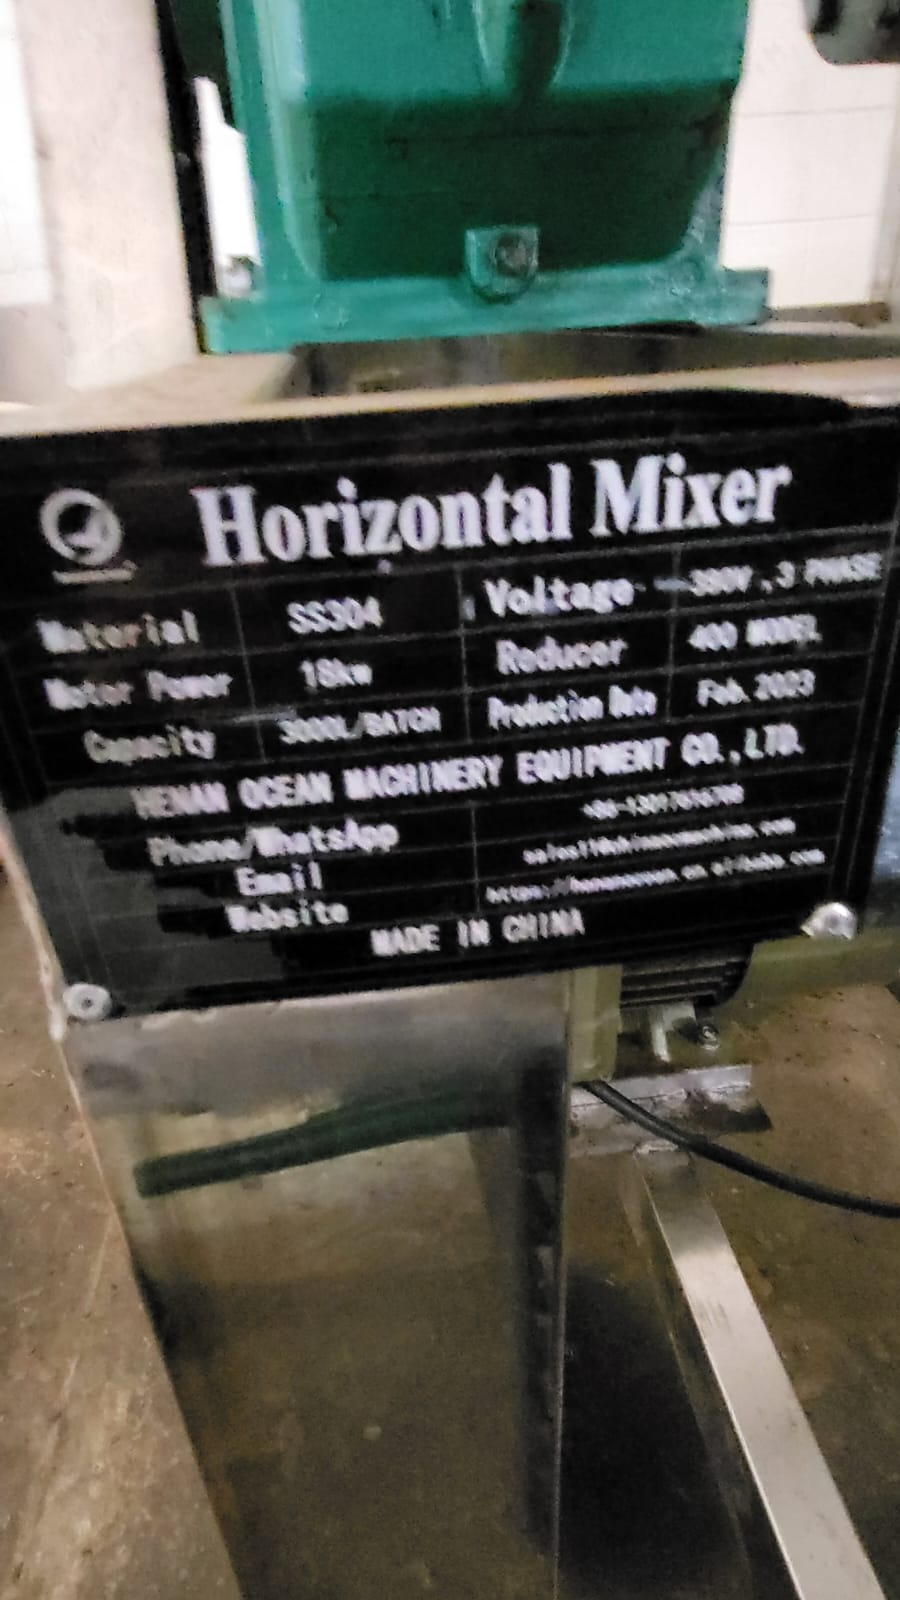 Horizontal Mixer
Material SS304 Voltage 380V, 3 PHASE
Motor Power 18kw Reducer 400 MODEL
Capacity 3000L/BATCH Production Date Feb. 2023
HENAN OCEAN MACHINERY EQUIPMENT CO.,LTD.
Phone/WhatsApp
Email
Website
MADE IN CHINA